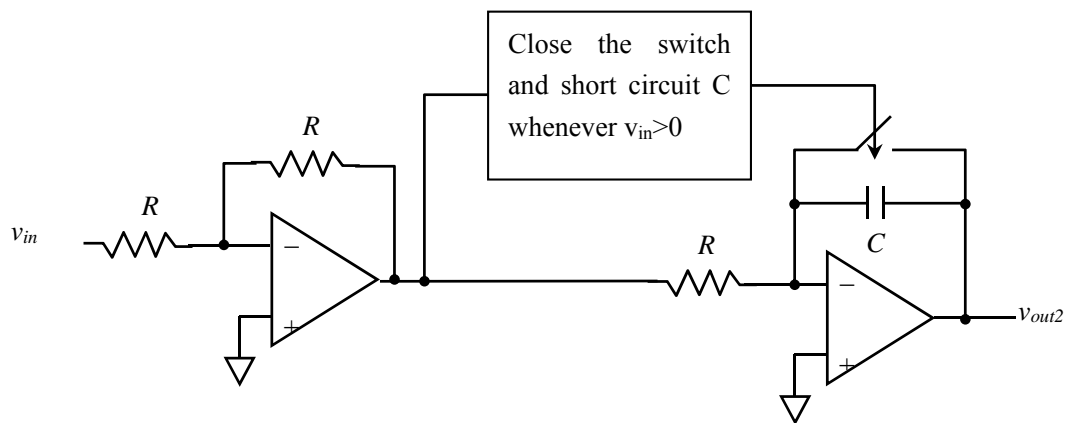 Close the switch
and short circuit C
whenever vin>0
R
R
vin
−
+
R
C
−
+
vout2